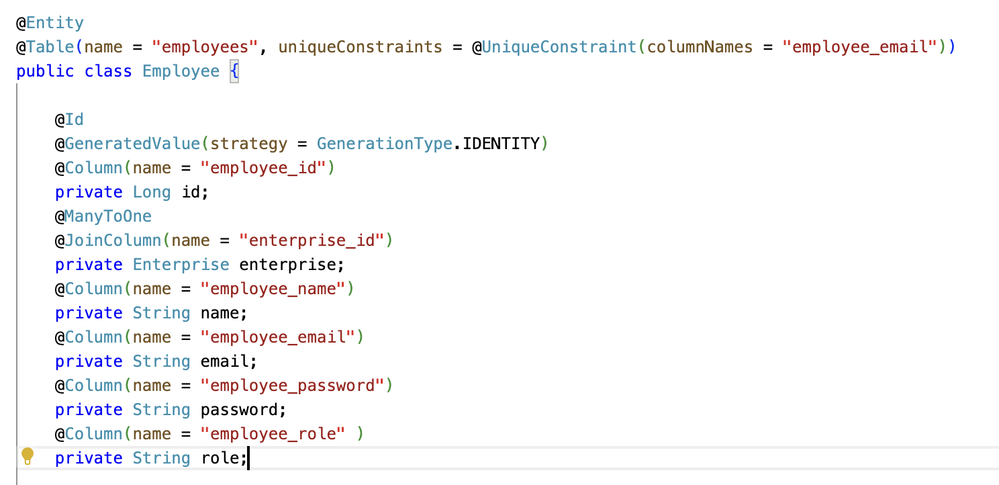 @Entity
@Table(name = "employees", uniqueConstraints = @UniqueConstraint(columnNames = "employee_email"))
public class Employee {
@Id
@GeneratedValue(strategy = GenerationType.IDENTITY)
@Column(name = "employee_id")
private Long id;
@ManyToOne
@JoinColumn(name = "enterprise_id")
private Enterprise enterprise;
@Column(name = "employee_name")
private String name;
@Column(name = "employee_email")
private String email;
@Column(name = "employee_password")
private String password;
@Column(name = "employee_role" )
private String role;